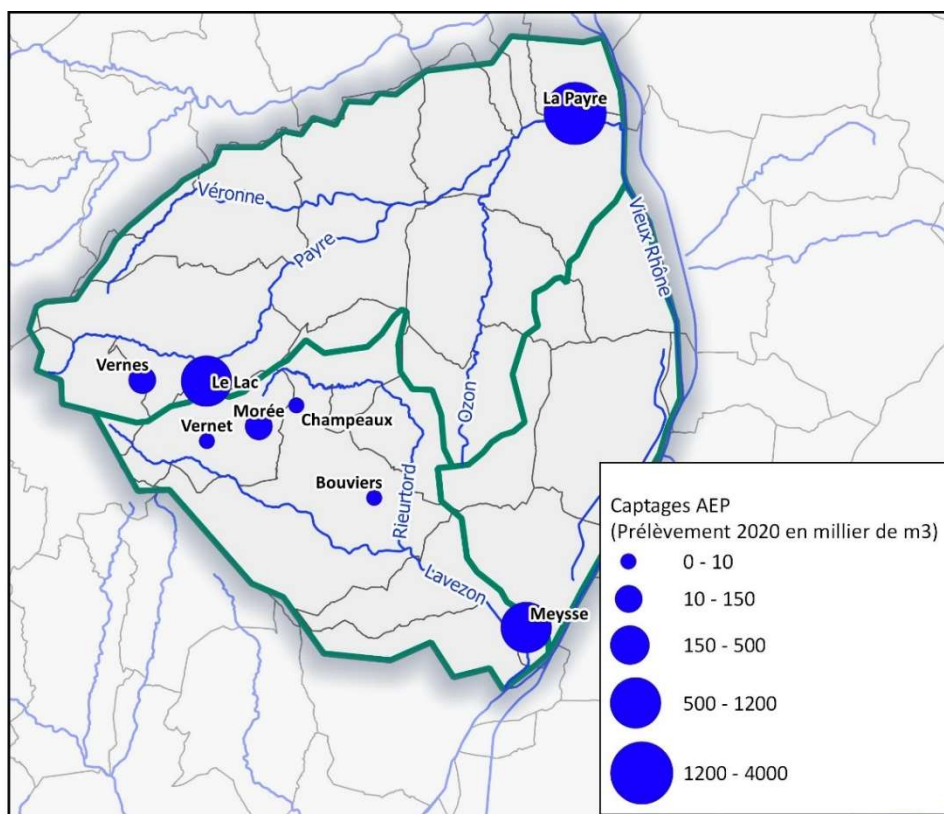 La Payre
Véronne
Payre
Vieux Rhône
Vernes
Le Lac
Morée
Vernet
Champeaux
Ozon
Bouviers
Rieurtord
Lavezon
Meysse
Captages AEP
(Prélèvement 2020 en millier de m3)
0 - 10
10 - 150
150 - 500
500 - 1200
1200 - 4000